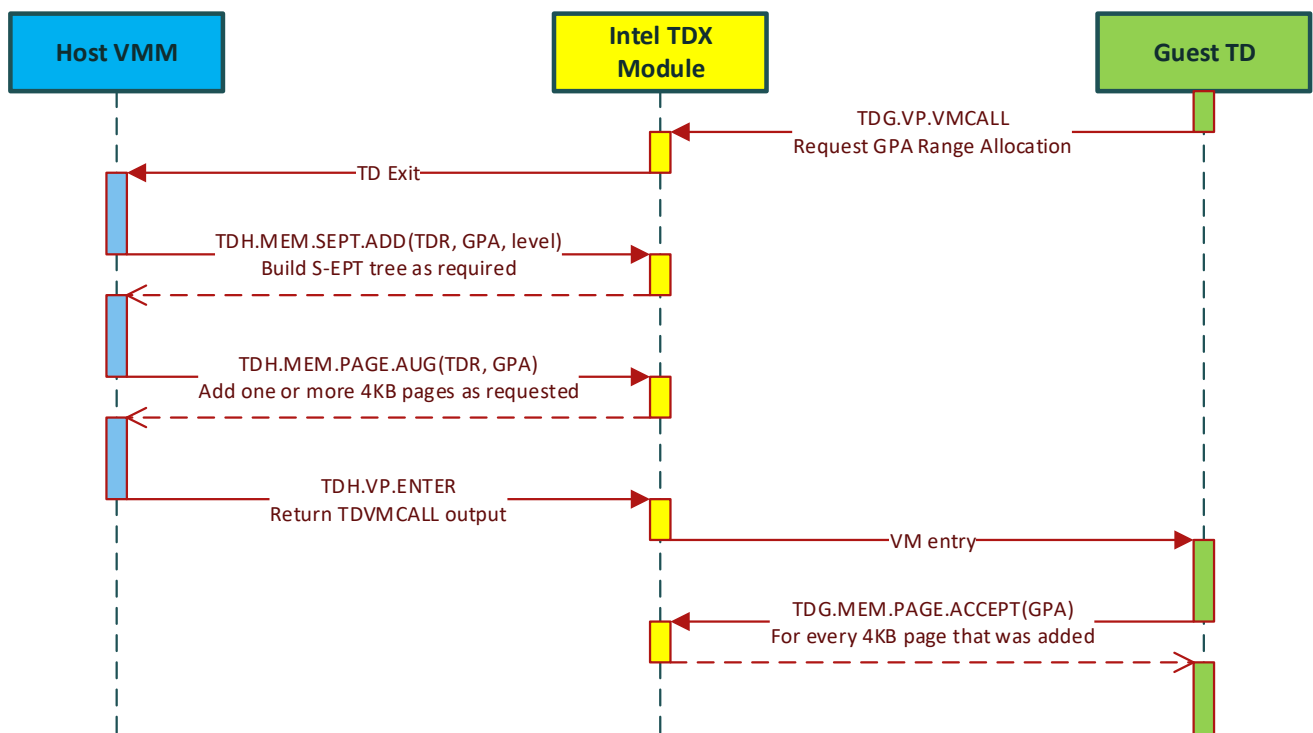 Host VMM
Intel TDX
Module
Guest TD
TDG.VP.VMCALL
Request GPA Range Allocation
TD Exit
TDH.MEM.SEPT.ADD(TDR, GPA, level)
Build S-EPT tree as required
TDH.MEM.PAGE.AUG(TDR, GPA)
Add one or more 4KB pages as requested
TDH.VP.ENTER
Return TDVMCALL output
VM entry
TDG.MEM.PAGE.ACCEPT(GPA)
For every 4KB page that was added